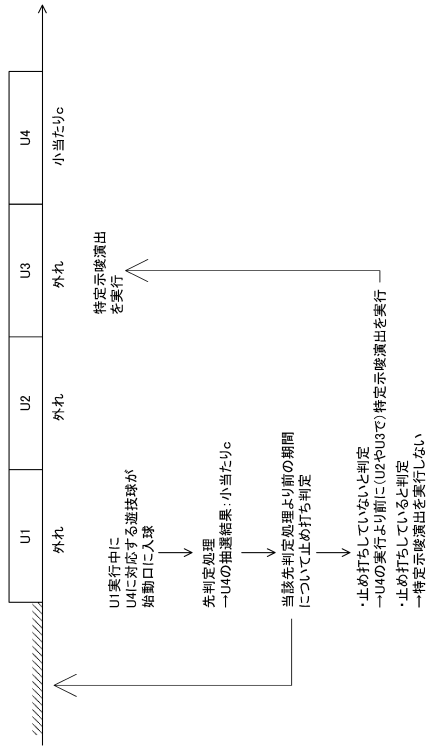 U1
U2
U3
U4
外れ
外れ
外れ
小当たりc
U1実行中に
U4に対応する遊技球が
始動口に入球
先判定処理
→U4の抽選結果:小当たりc
当該先判定処理より前の期間
について止め打ち判定
・止め打ちしていないと判定
→U4の実行より前に(U2やU3で)特定示唆演出を実行
・止め打ちしていると判定
→特定示唆演出を実行しない
特定示唆演出
を実行